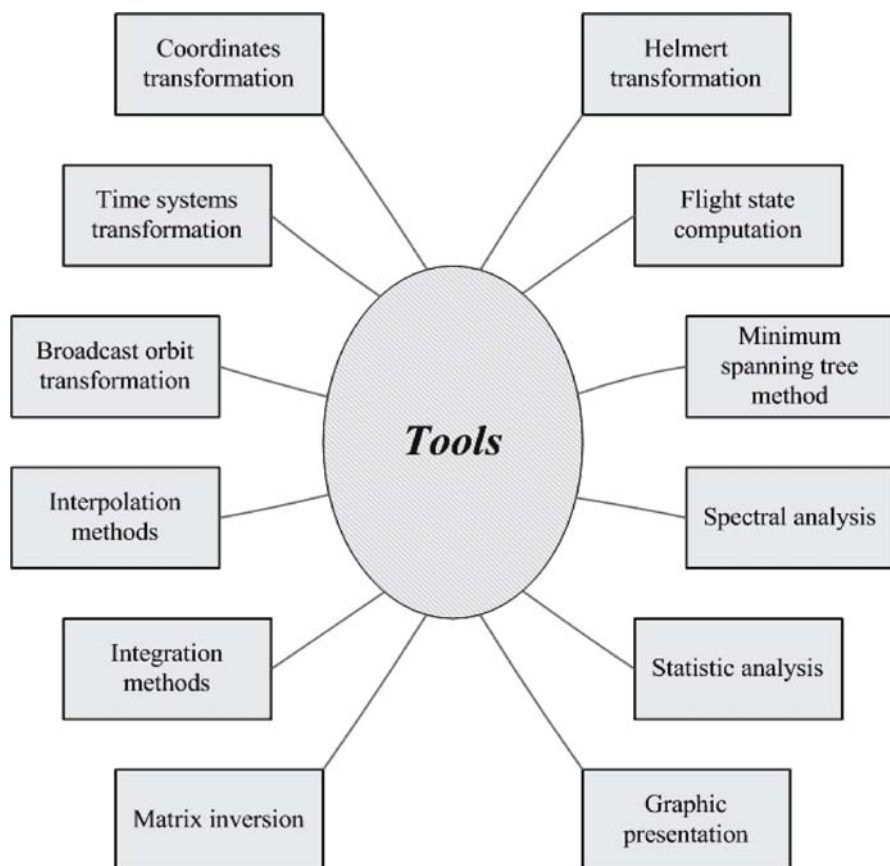 Coordinates
transformation
Helmert
transformation
Time systems
transformation
Flight state
computation
Broadcast orbit
transformation
Minimum
spanning tree
method
Tools
Interpolation
methods
Spectral analysis
Integration
methods
Statistic analysis
Matrix inversion
Graphic
presentation